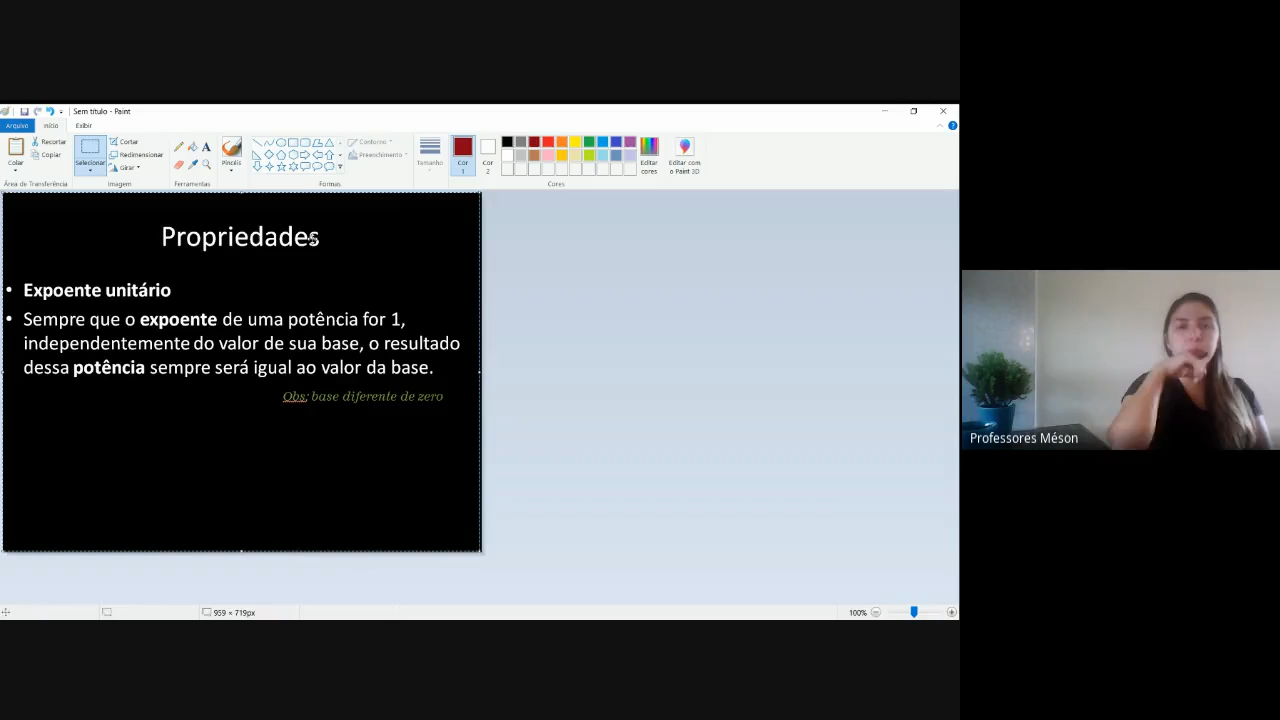 Sem título - Paint
Arquivo Início Exibir
Colar
Recortar
Copiar
Área de Transferência
Selecionar
Cortar
Redimensionar
Girar
Imagem
Ferramentas
Pincéis
Contorno
Preenchimento
Formas
Tamanho
Cor
1
Cor
2
Cores
Editar
cores
Editar com
o Paint 3D
Propriedades
• Expoente unitário
• Sempre que o expoente de uma potência for 1,
independentemente do valor de sua base, o resultado
dessa potência sempre será igual ao valor da base.
Obs: base diferente de zero
Professores Méson
959 × 719px
100%